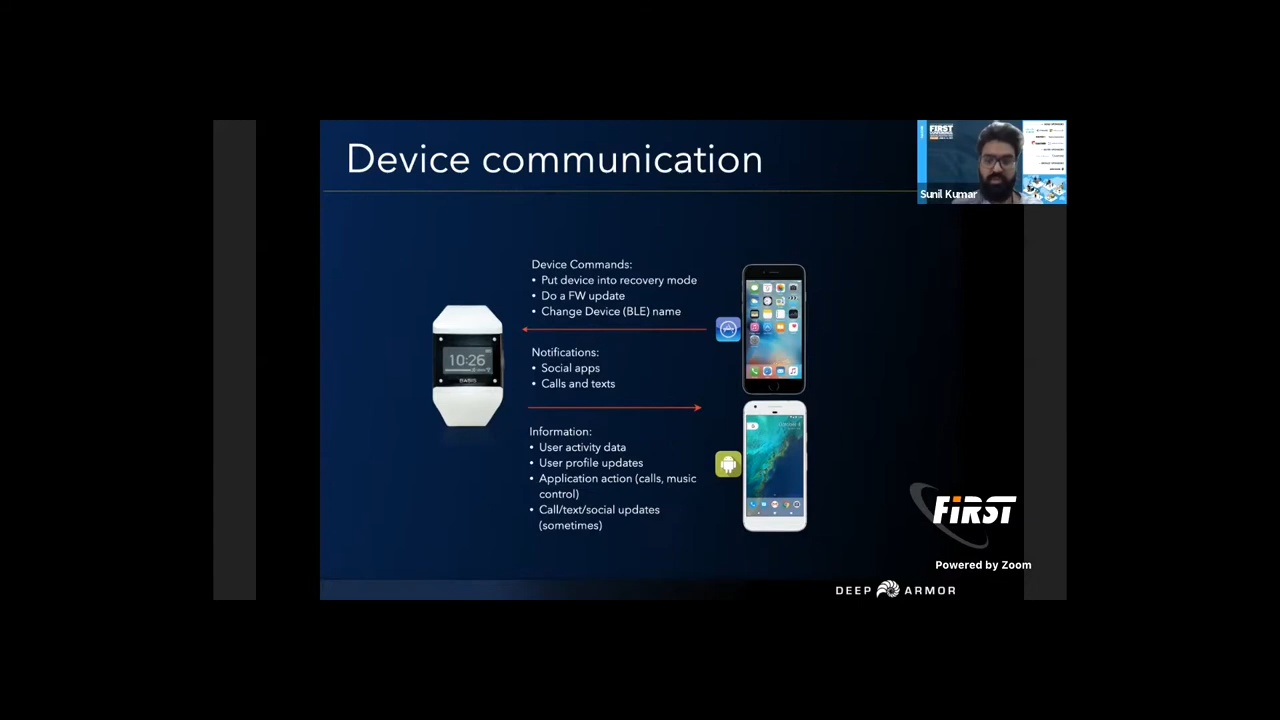 Device communication
FIRST
Sunil Kumar
Device Commands:
• Put device into recovery mode
• Do a FW update
• Change Device (BLE) name
Notifications:
• Social apps
• Calls and texts
10:26
BASIS
Information:
• User activity data
• User profile updates
• Application action (calls, music
control)
• Call/text/social updates
(sometimes)
FIRST
Powered by Zoom
DEEP ARMOR